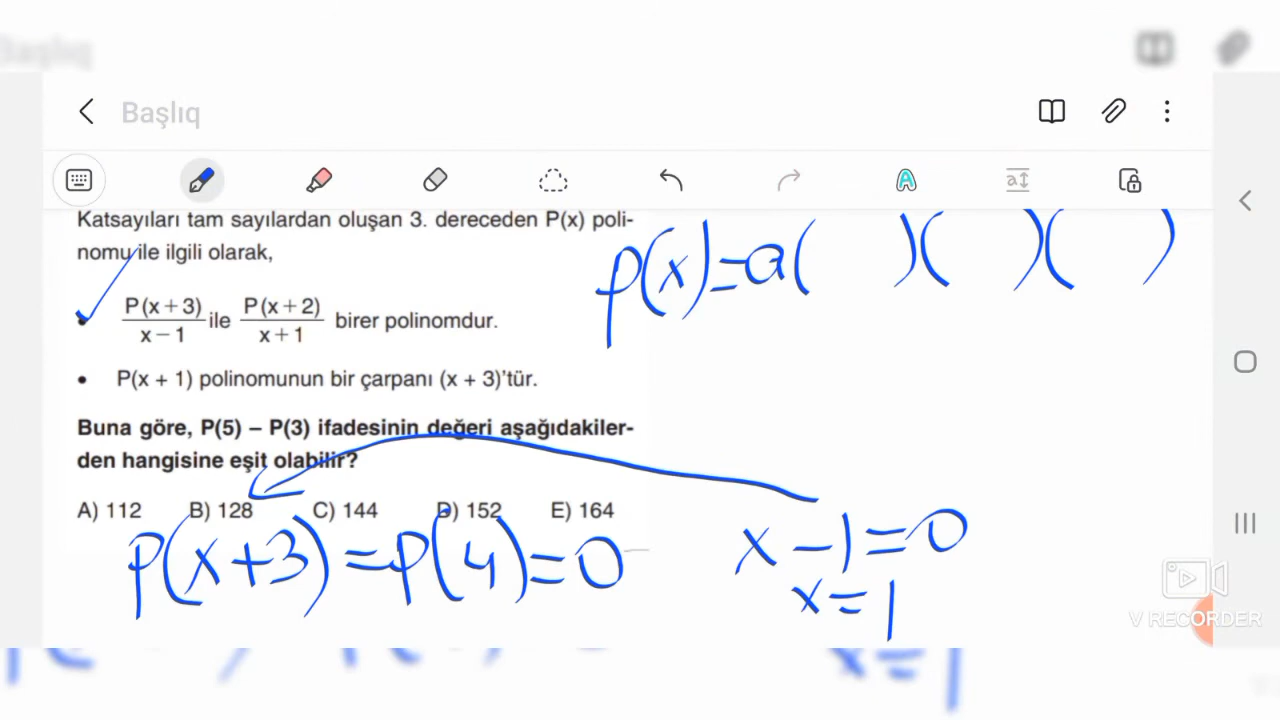 Başlıq
Başlıq
Katsayıları tam sayılardan oluşan 3. dereceden P(x) poli-
nomu ile ilgili olarak,
P(x)=a( )( )( )
• P(x+3)/x−1 ile P(x+2)/x+1 birer polinomdur.
• P(x + 1) polinomunun bir çarpanı (x + 3)'tür.
Buna göre, P(5) – P(3) ifadesinin değeri aşağıdakiler-
den hangisine eşit olabilir?
A) 112 B) 128 C) 144 D) 152 E) 164
P(x+3)=P(4)=0
x−1=0
x=1
V RECORDER
x=1